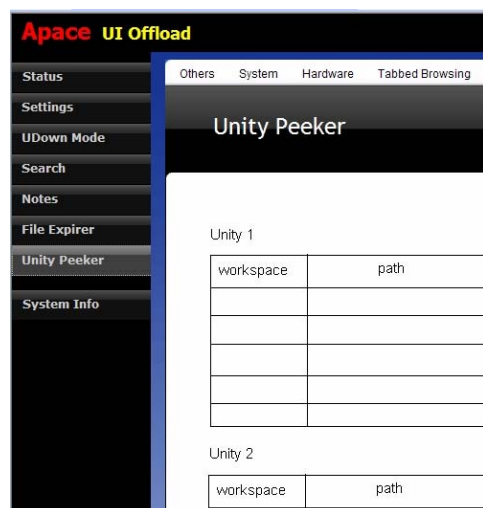 Apace UI Offload
Status
Settings
UDown Mode
Search
Notes
File Expirer
Unity Peeker
System Info
Others System Hardware Tabbed Browsing
Unity Peeker
Unity 1
workspace path
Unity 2
workspace path